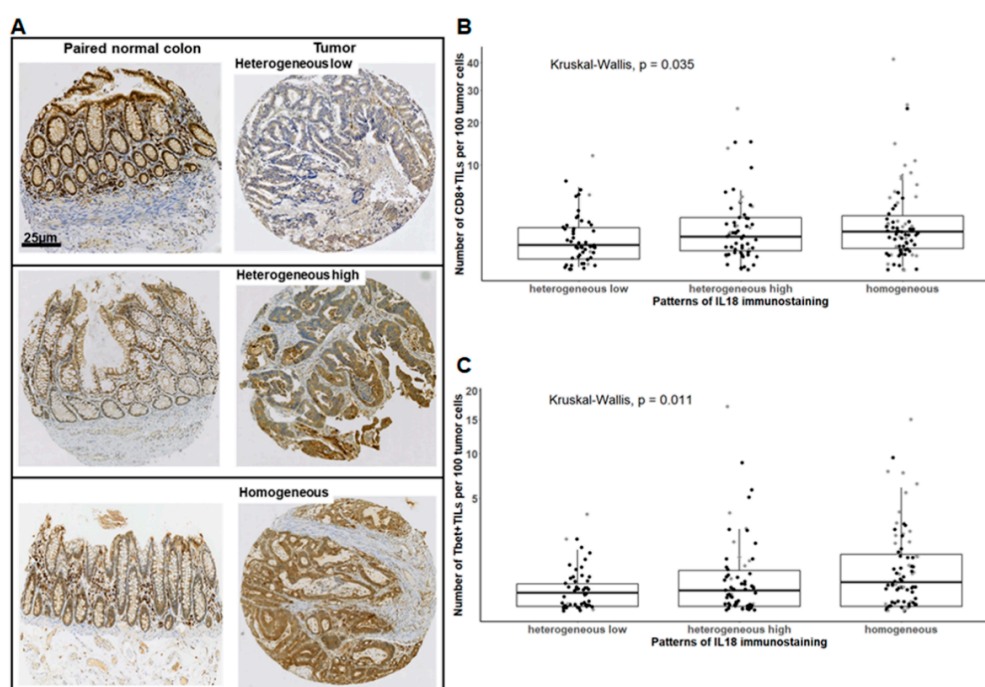 A
Paired normal colon
Tumor
Heterogeneous low
25µm
Heterogeneous high
Homogeneous
B
Kruskal-Wallis, p = 0.035
Number of CD8+TILs per 100 tumor cells
40
30
20
10
heterogeneous low
heterogeneous high
homogeneous
Patterns of IL18 immunostaining
C
Kruskal-Wallis, p = 0.011
Number of Tbet+TILs per 100 tumor cells
20
10
5
heterogeneous low
heterogeneous high
homogeneous
Patterns of IL18 immunostaining